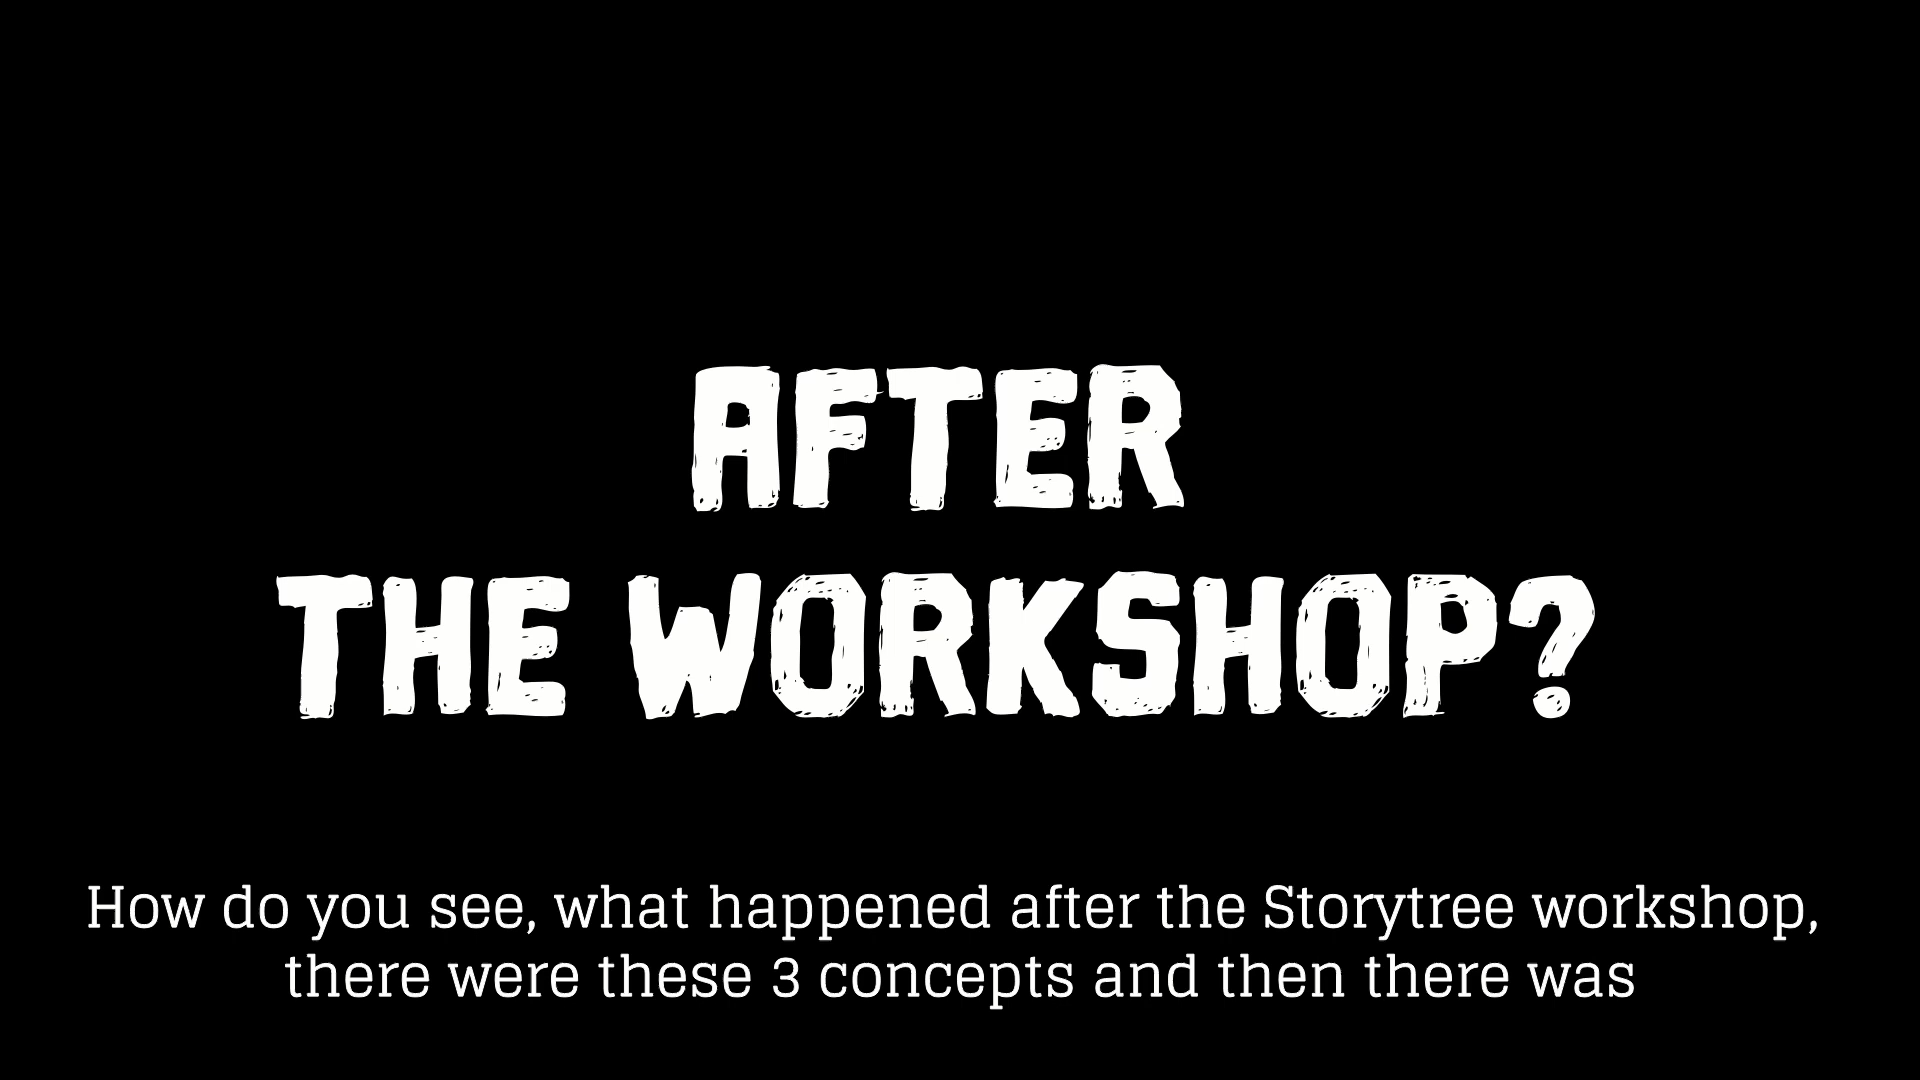 AFTER
THE WORKSHOP?
How do you see, what happened after the Storytree workshop,
there were these 3 concepts and then there was